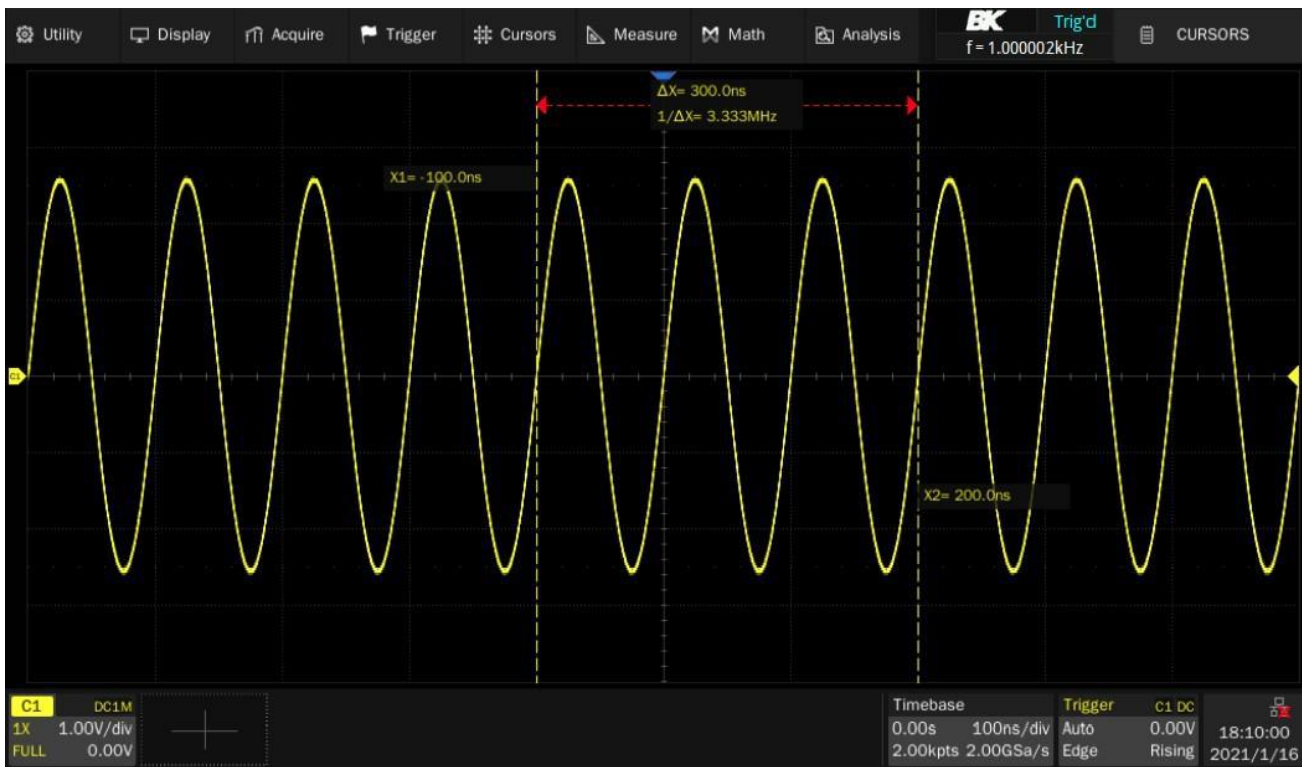 Utility Display Acquire Trigger Cursors Measure Math Analysis BK Trig'd CURSORS
f = 1.000002kHz
ΔX= 300.0ns
1/ΔX= 3.333MHz
X1= -100.0ns
C1
X2= 200.0ns
C1 DC1M Timebase Trigger C1 DC
1X 1.00V/div 0.00s 100ns/div Auto 0.00V 18:10:00
FULL 0.00V 2.00kpts 2.00GSa/s Edge Rising 2021/1/16